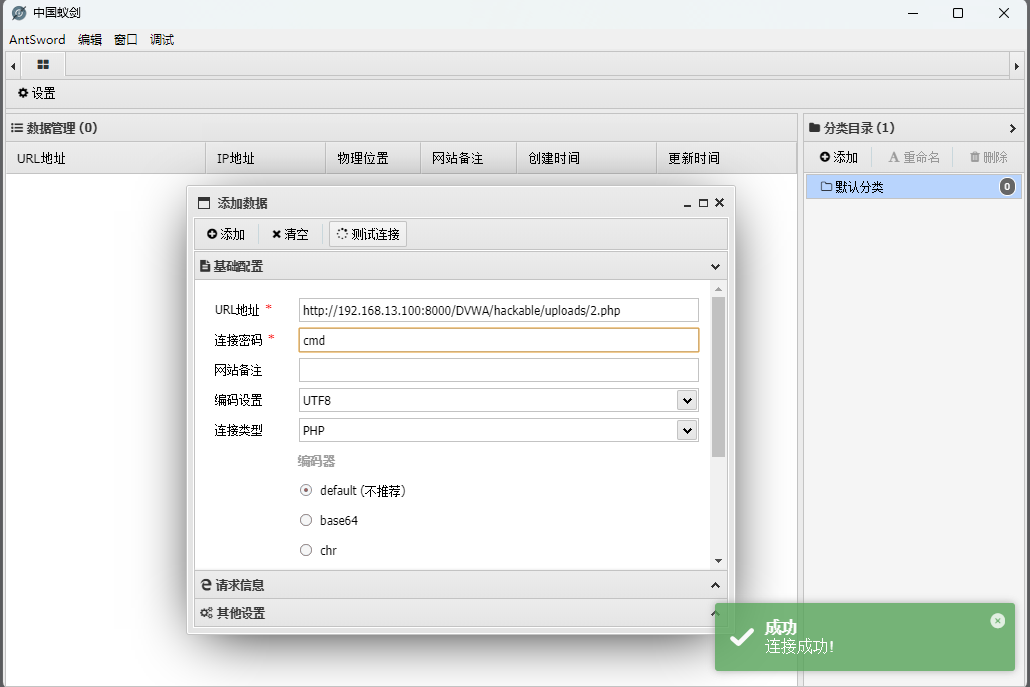 中国蚁剑
AntSword 编辑 窗口 调试
设置
数据管理 (0)
分类目录 (1)
URL地址 IP地址 物理位置 网站备注 创建时间 更新时间
添加 重命名 删除
默认分类 0
添加数据
添加 清空 测试连接
基础配置
URL地址 * http://192.168.13.100:8000/DVWA/hackable/uploads/2.php
连接密码 * cmd
网站备注
编码设置 UTF8
连接类型 PHP
编码器
default (不推荐)
base64
chr
请求信息
其他设置
成功
连接成功!